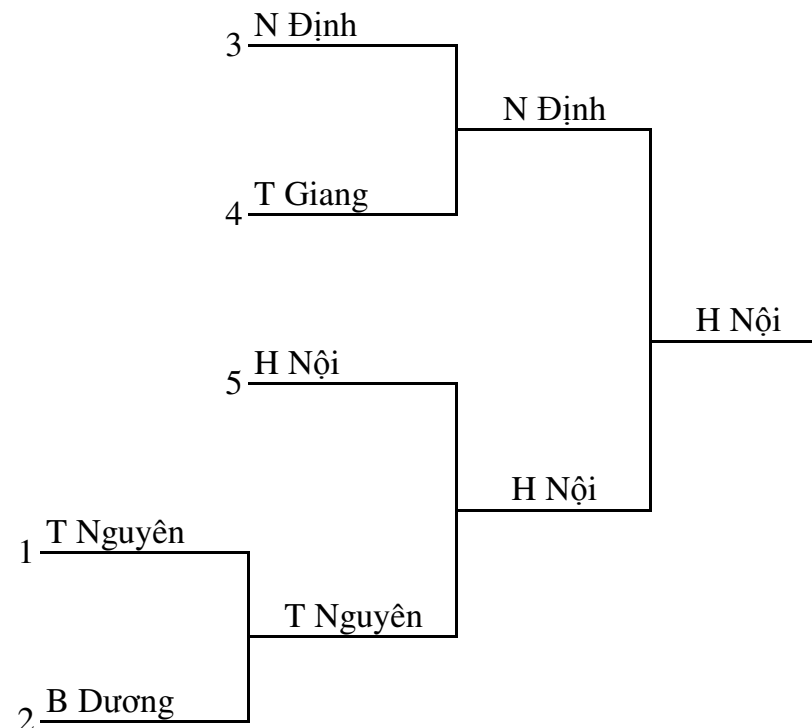 3 N Định
N Định
4 T Giang
H Nội
5 H Nội
H Nội
1 T Nguyên
T Nguyên
2 B Dương